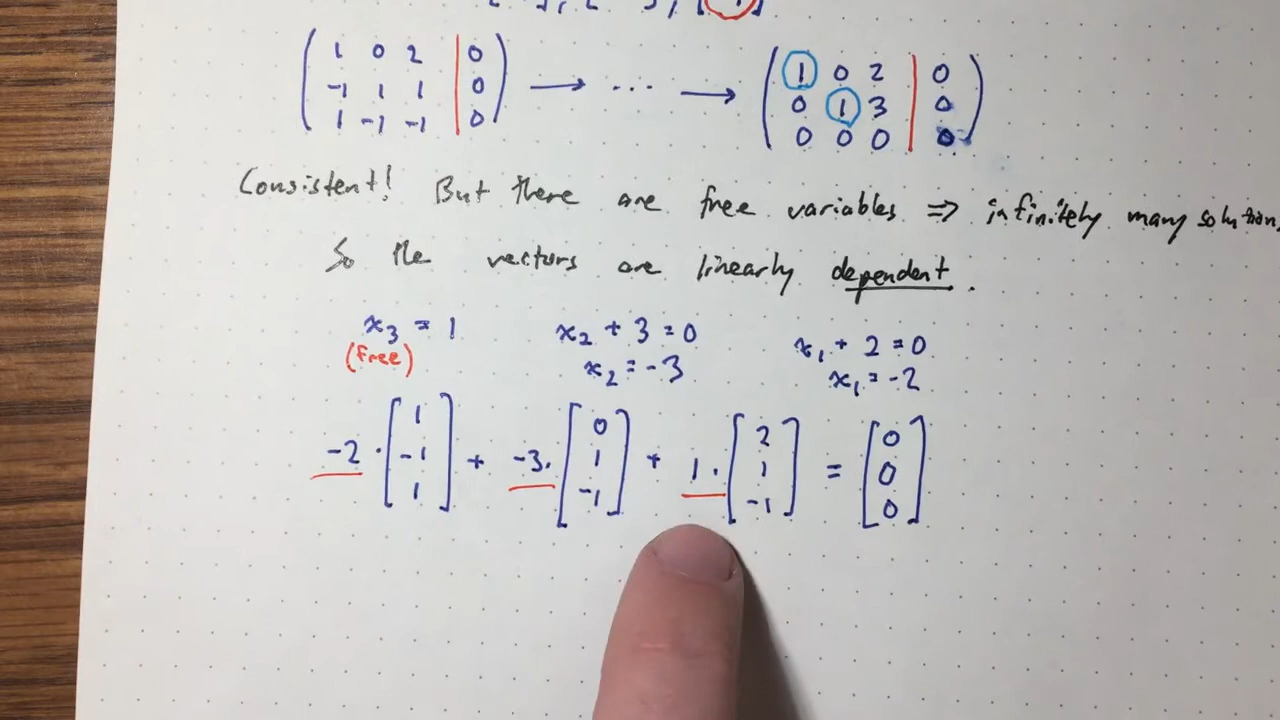 ( 1 0 2 | 0 ) → ... → ( 1 0 2 | 0 )
( -1 1 1 | 0 ) ( 0 1 3 | 0 )
( 1 -1 -1 | 0 ) ( 0 0 0 | 0 )
Consistent! But there are free variables ⇒ infinitely many solution
So the vectors are linearly dependent.
x₃ = 1 x₂ + 3 = 0 x₁ + 2 = 0
(free) x₂ = -3 x₁ = -2
-2 · [1 -1 1] + -3 · [0 1 -1] + 1 · [2 1 -1] = [0 0 0]